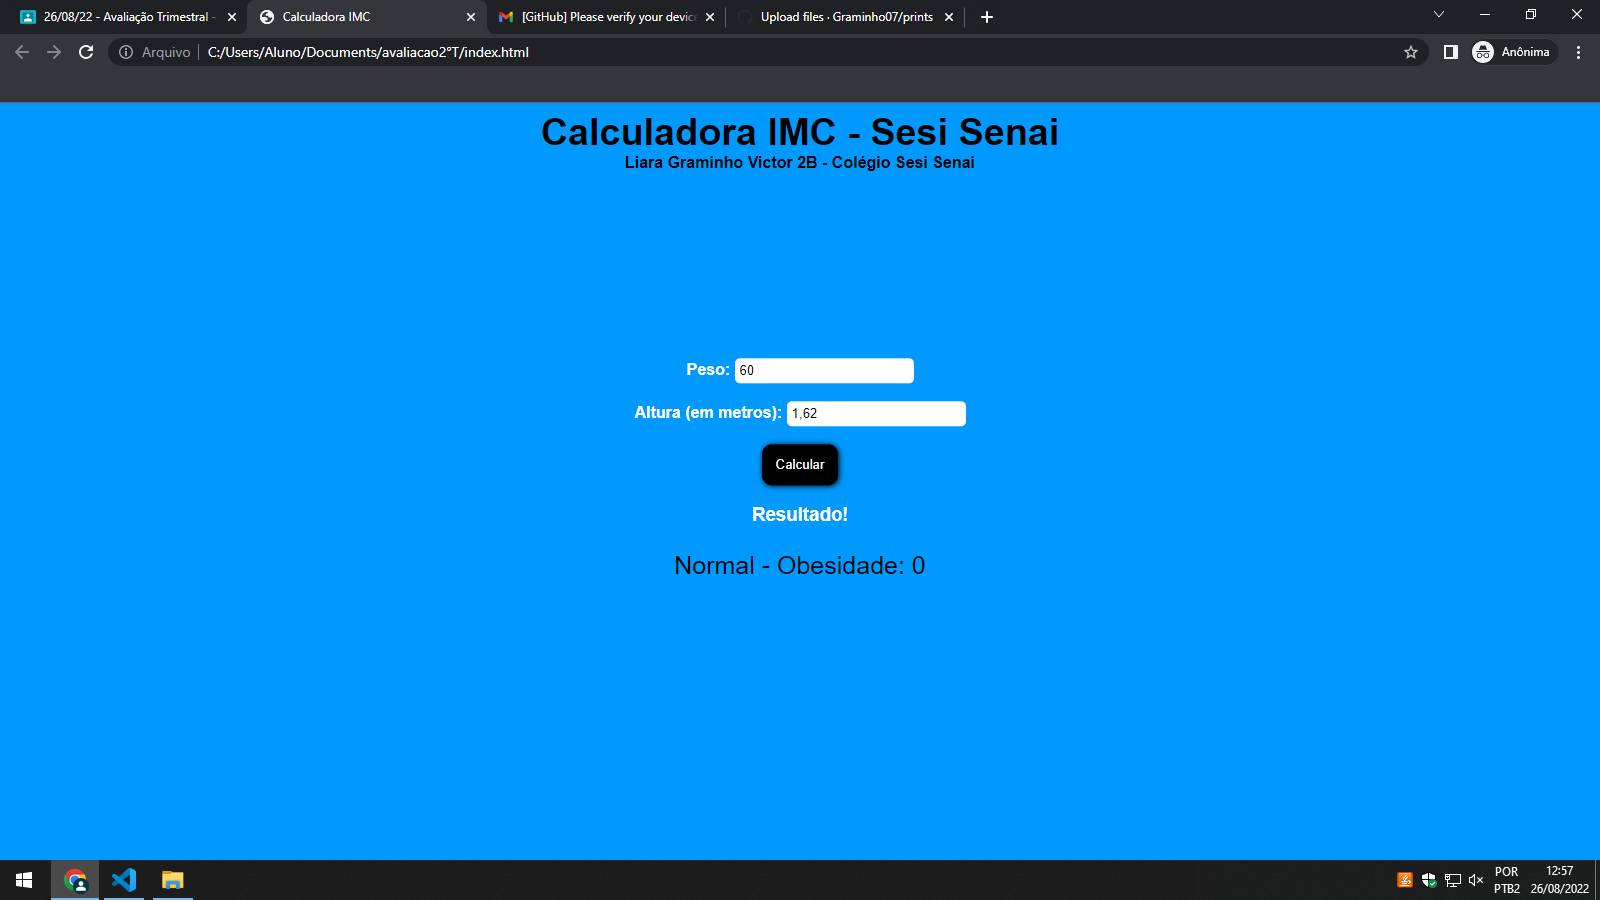 26/08/22 - Avaliação Trimestral -
Calculadora IMC
[GitHub] Please verify your device
Upload files · Graminho07/prints
Arquivo
C:/Users/Aluno/Documents/avaliacao2°T/index.html
Anônima
Calculadora IMC - Sesi Senai
Liara Graminho Victor 2B - Colégio Sesi Senai
Peso: 60
Altura (em metros): 1,62
Calcular
Resultado!
Normal - Obesidade: 0
POR
PTB2
12:57
26/08/2022